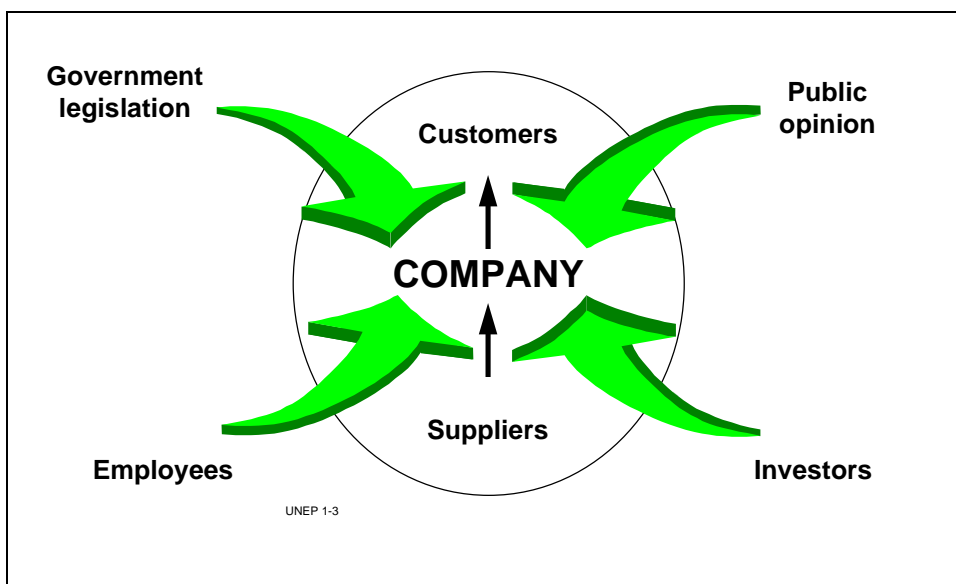 Government
legislation
Public
opinion
Customers
COMPANY
Suppliers
Employees
Investors
UNEP 1-3